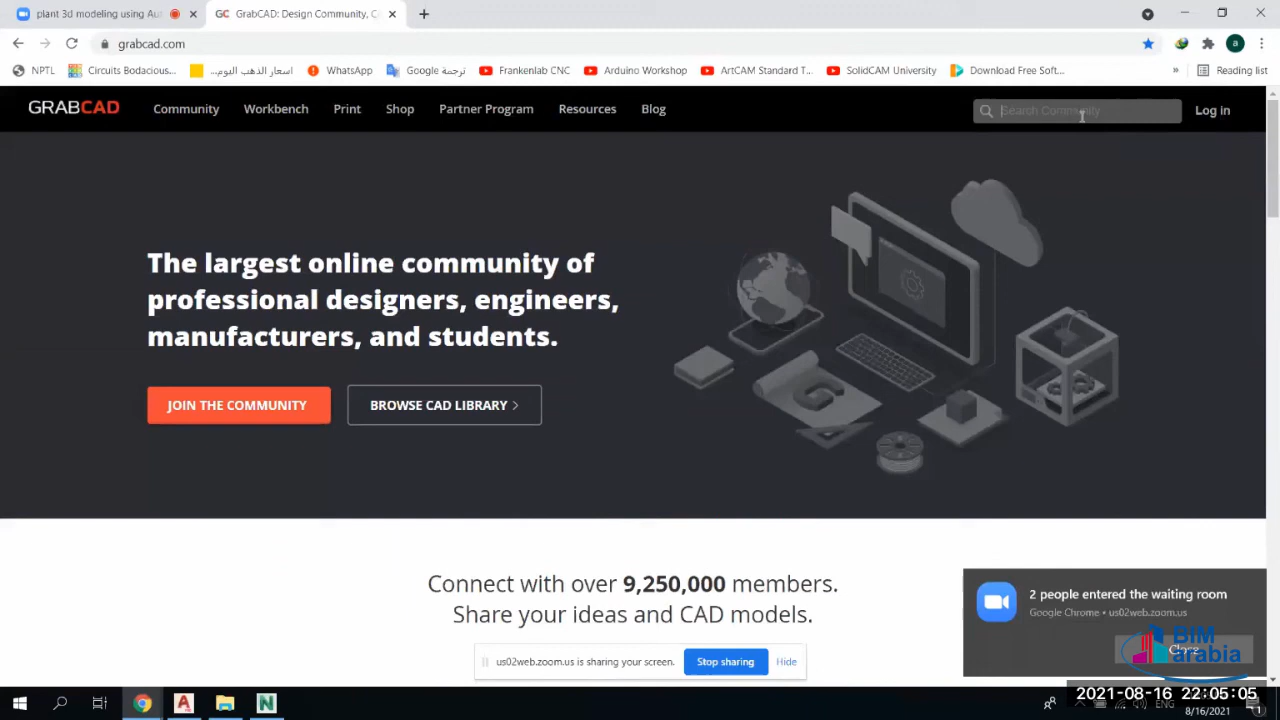 plant 3d modeling using Aut
GC GrabCAD: Design Community, C
grabcad.com
NPTL
Circuits Bodacious...
اسعار الذهب اليوم...
WhatsApp
ترجمة Google
Frankenlab CNC
Arduino Workshop
ArtCAM Standard T...
SolidCAM University
Download Free Soft...
»
Reading list
GRABCAD
Community
Workbench
Print
Shop
Partner Program
Resources
Blog
Search Community
Log in
The largest online community of
professional designers, engineers,
manufacturers, and students.
JOIN THE COMMUNITY
BROWSE CAD LIBRARY >
Connect with over 9,250,000 members.
Share your ideas and CAD models.
2 people entered the waiting room
Google Chrome • us02web.zoom.us
Close
BIM
arabia
us02web.zoom.us is sharing your screen.
Stop sharing
Hide
2021-08-16 22:05:05
ENG
8/16/2021